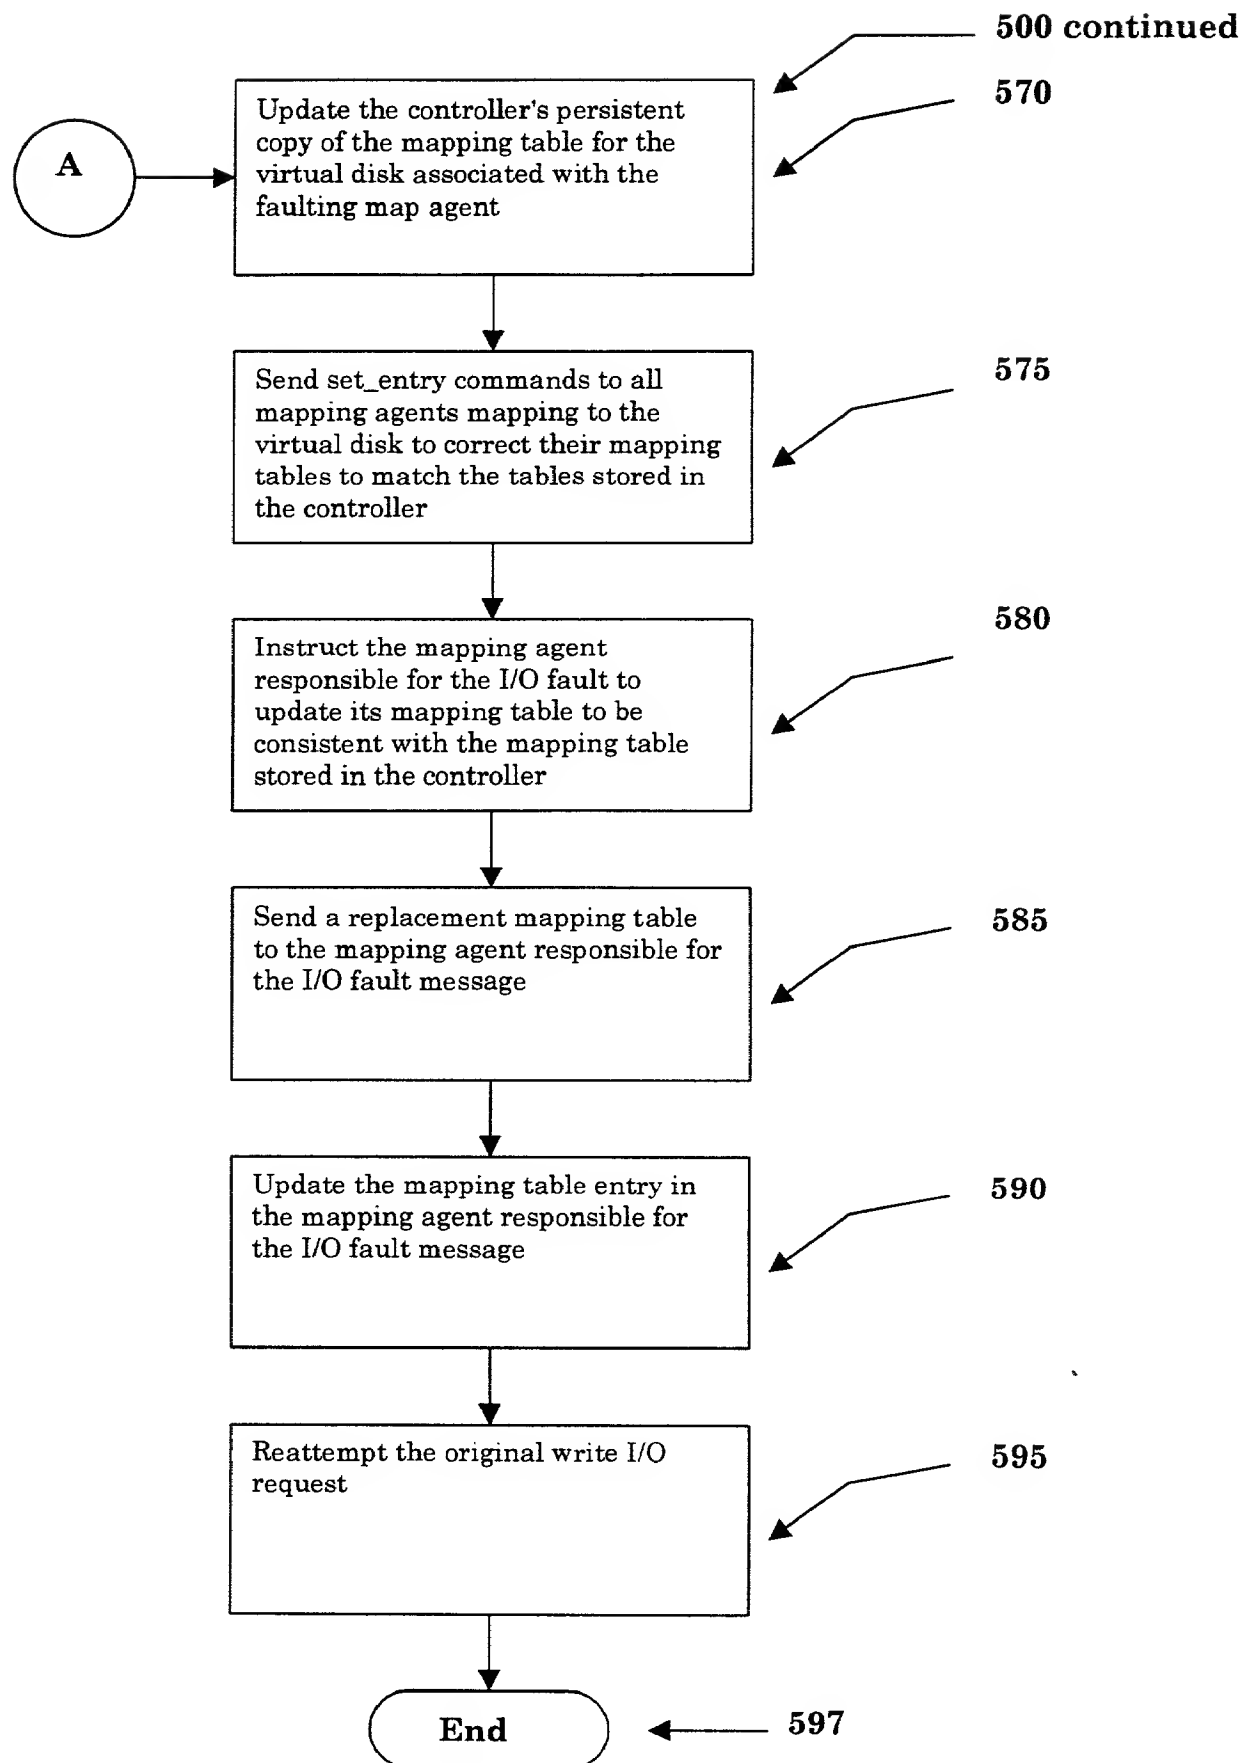 500 continued
570
A
Update the controller's persistent
copy of the mapping table for the
virtual disk associated with the
faulting map agent
575
Send set_entry commands to all
mapping agents mapping to the
virtual disk to correct their mapping
tables to match the tables stored in
the controller
580
Instruct the mapping agent
responsible for the I/O fault to
update its mapping table to be
consistent with the mapping table
stored in the controller
585
Send a replacement mapping table
to the mapping agent responsible for
the I/O fault message
590
Update the mapping table entry in
the mapping agent responsible for
the I/O fault message
595
Reattempt the original write I/O
request
End
597